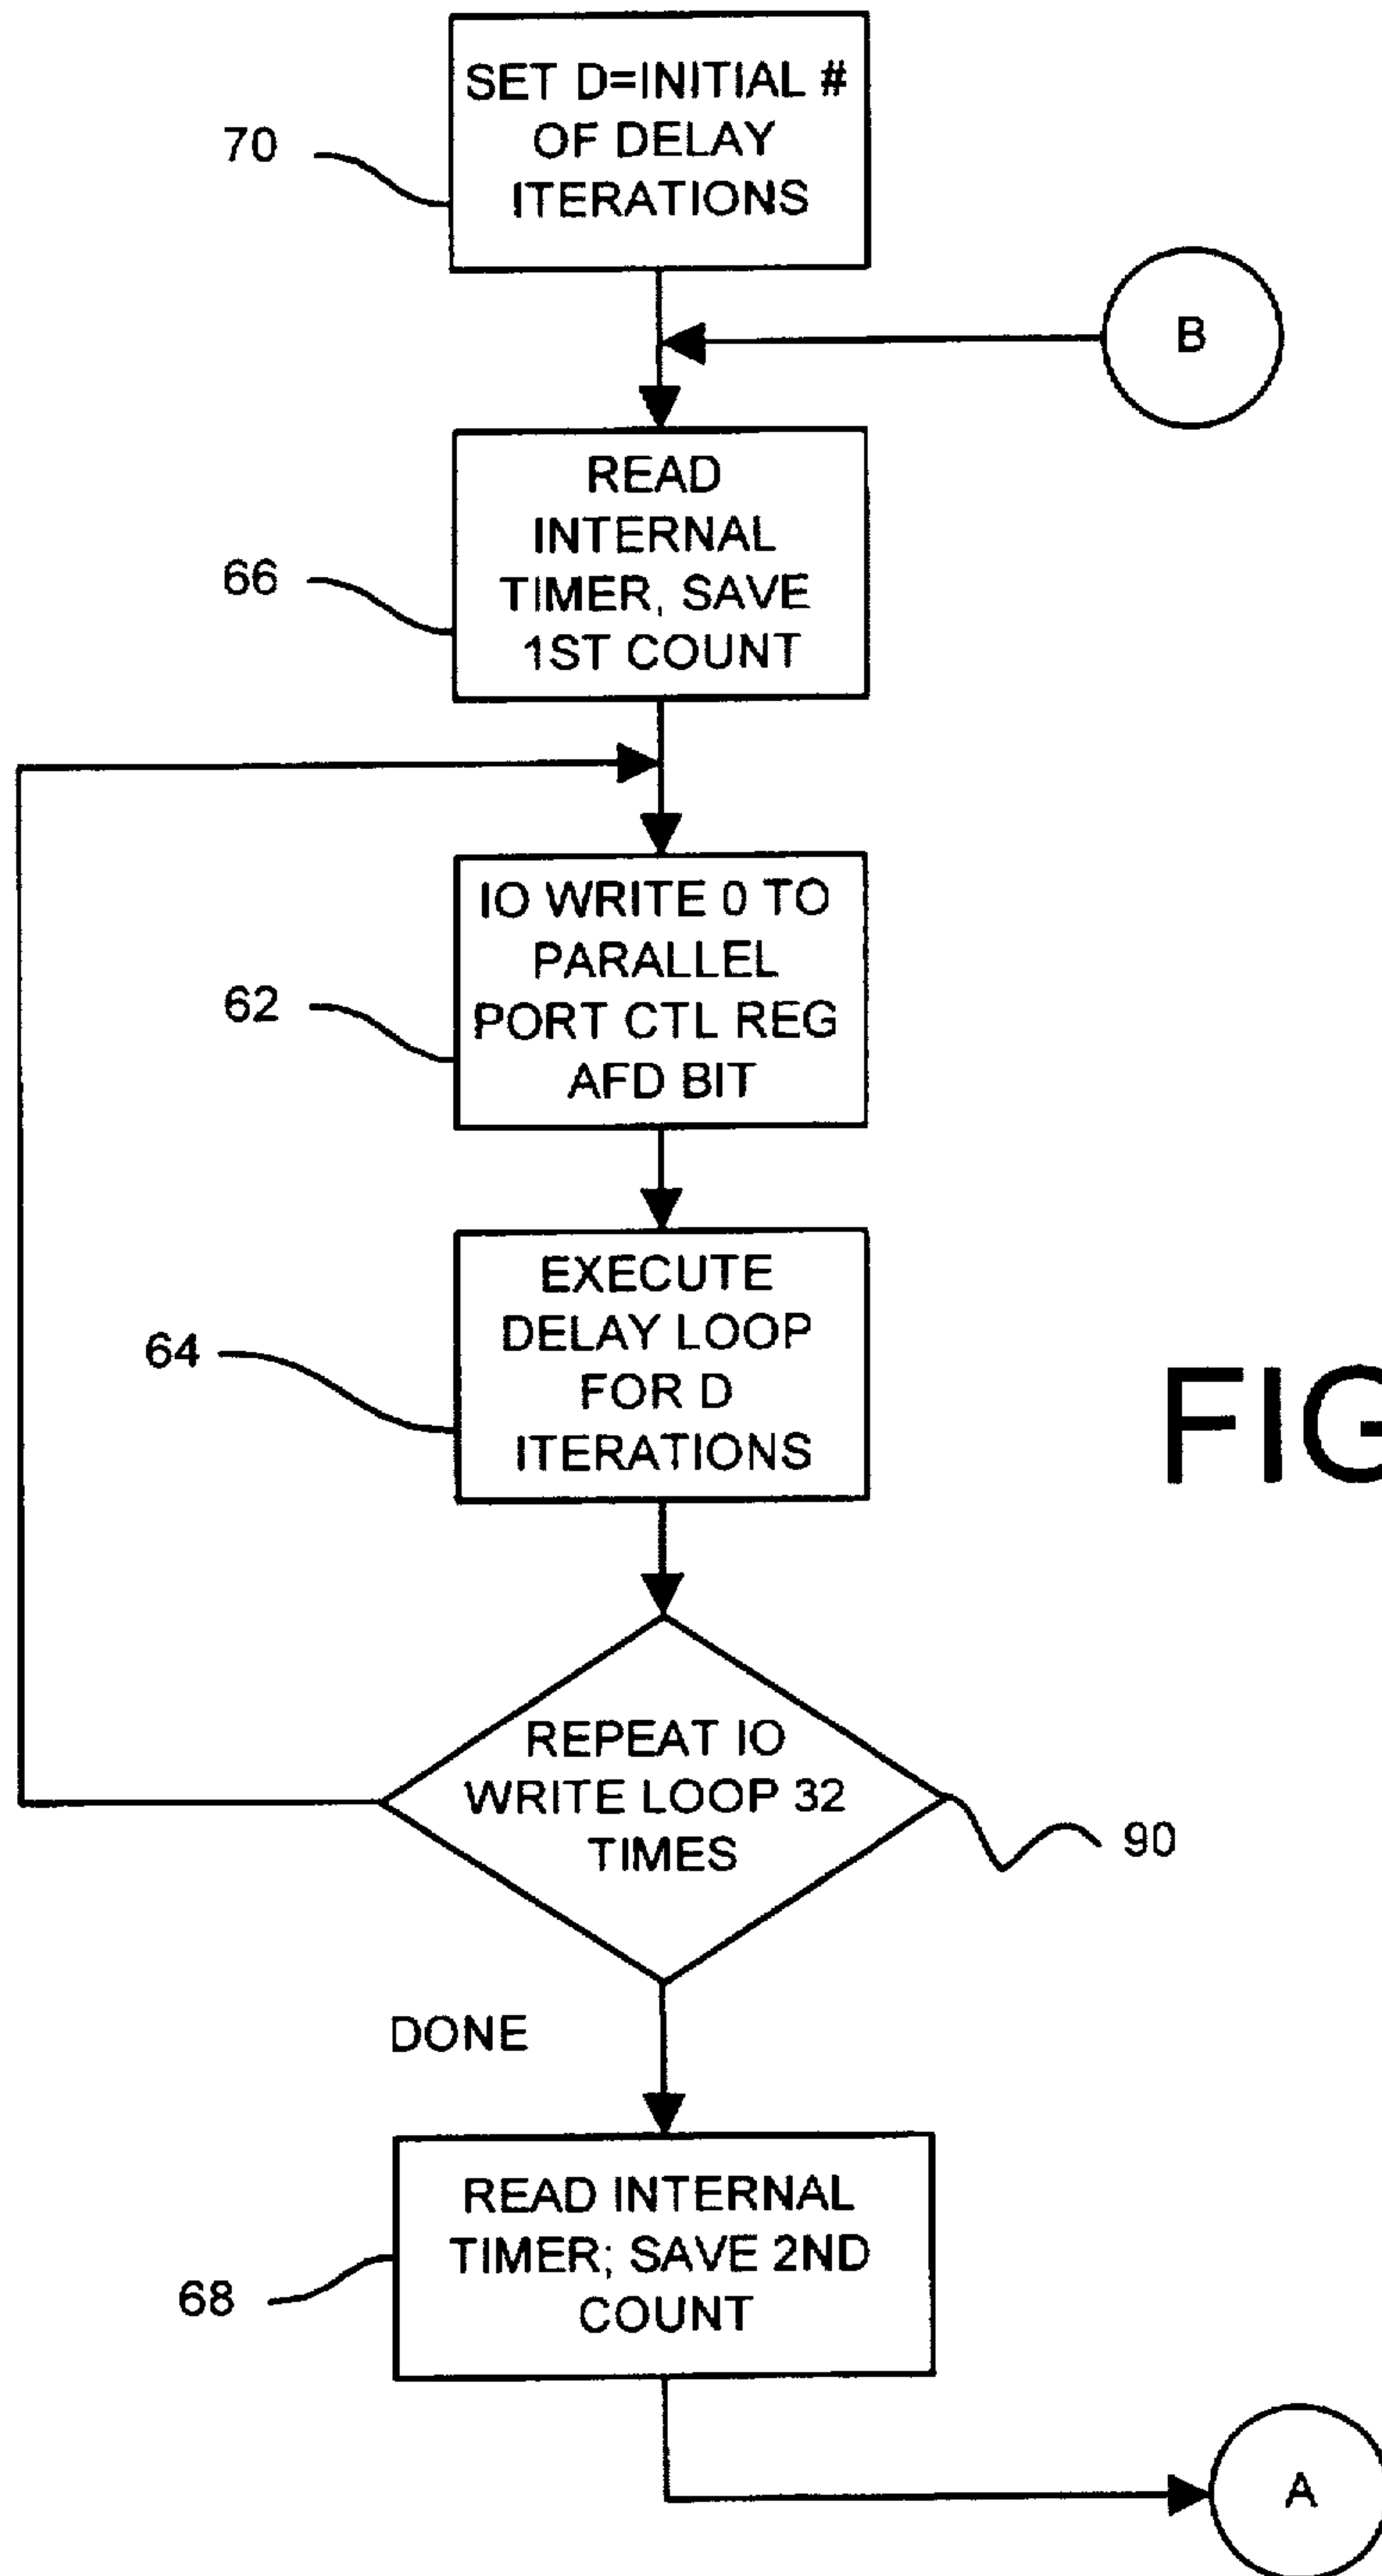 SET D=INITIAL #
OF DELAY
ITERATIONS
70
B
READ
INTERNAL
TIMER, SAVE
1ST COUNT
66
IO WRITE 0 TO
PARALLEL
PORT CTL REG
AFD BIT
62
EXECUTE
DELAY LOOP
FOR D
ITERATIONS
64
FIG
REPEAT IO
WRITE LOOP 32
TIMES
90
DONE
READ INTERNAL
TIMER; SAVE 2ND
COUNT
68
A